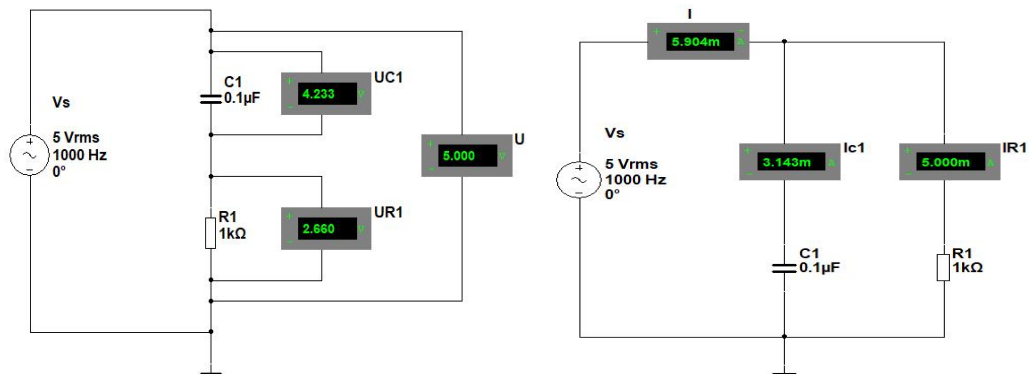 C1
0.1µF
+
4.233
v
−
UC1
Vs
5 Vrms
1000 Hz
0°
+
5.000
v
−
U
R1
1kΩ
+
2.660
v
−
UR1
I
+
5.904m
−
a
Vs
5 Vrms
1000 Hz
0°
+
3.143m
a
−
Ic1
+
5.000m
a
−
IR1
C1
0.1µF
R1
1kΩ